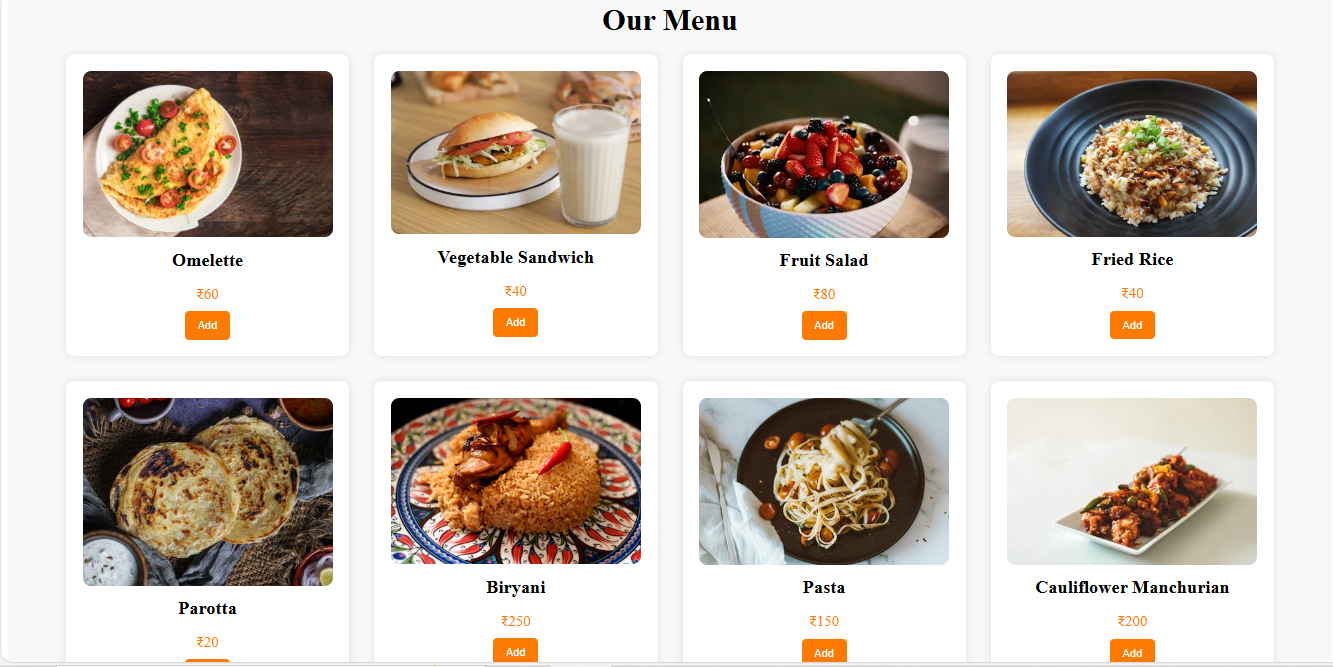 Our Menu
Omelette
₹60
Add
Vegetable Sandwich
₹40
Add
Fruit Salad
₹80
Add
Fried Rice
₹40
Add
Parotta
₹20
Biryani
₹250
Add
Pasta
₹150
Add
Cauliflower Manchurian
₹200
Add